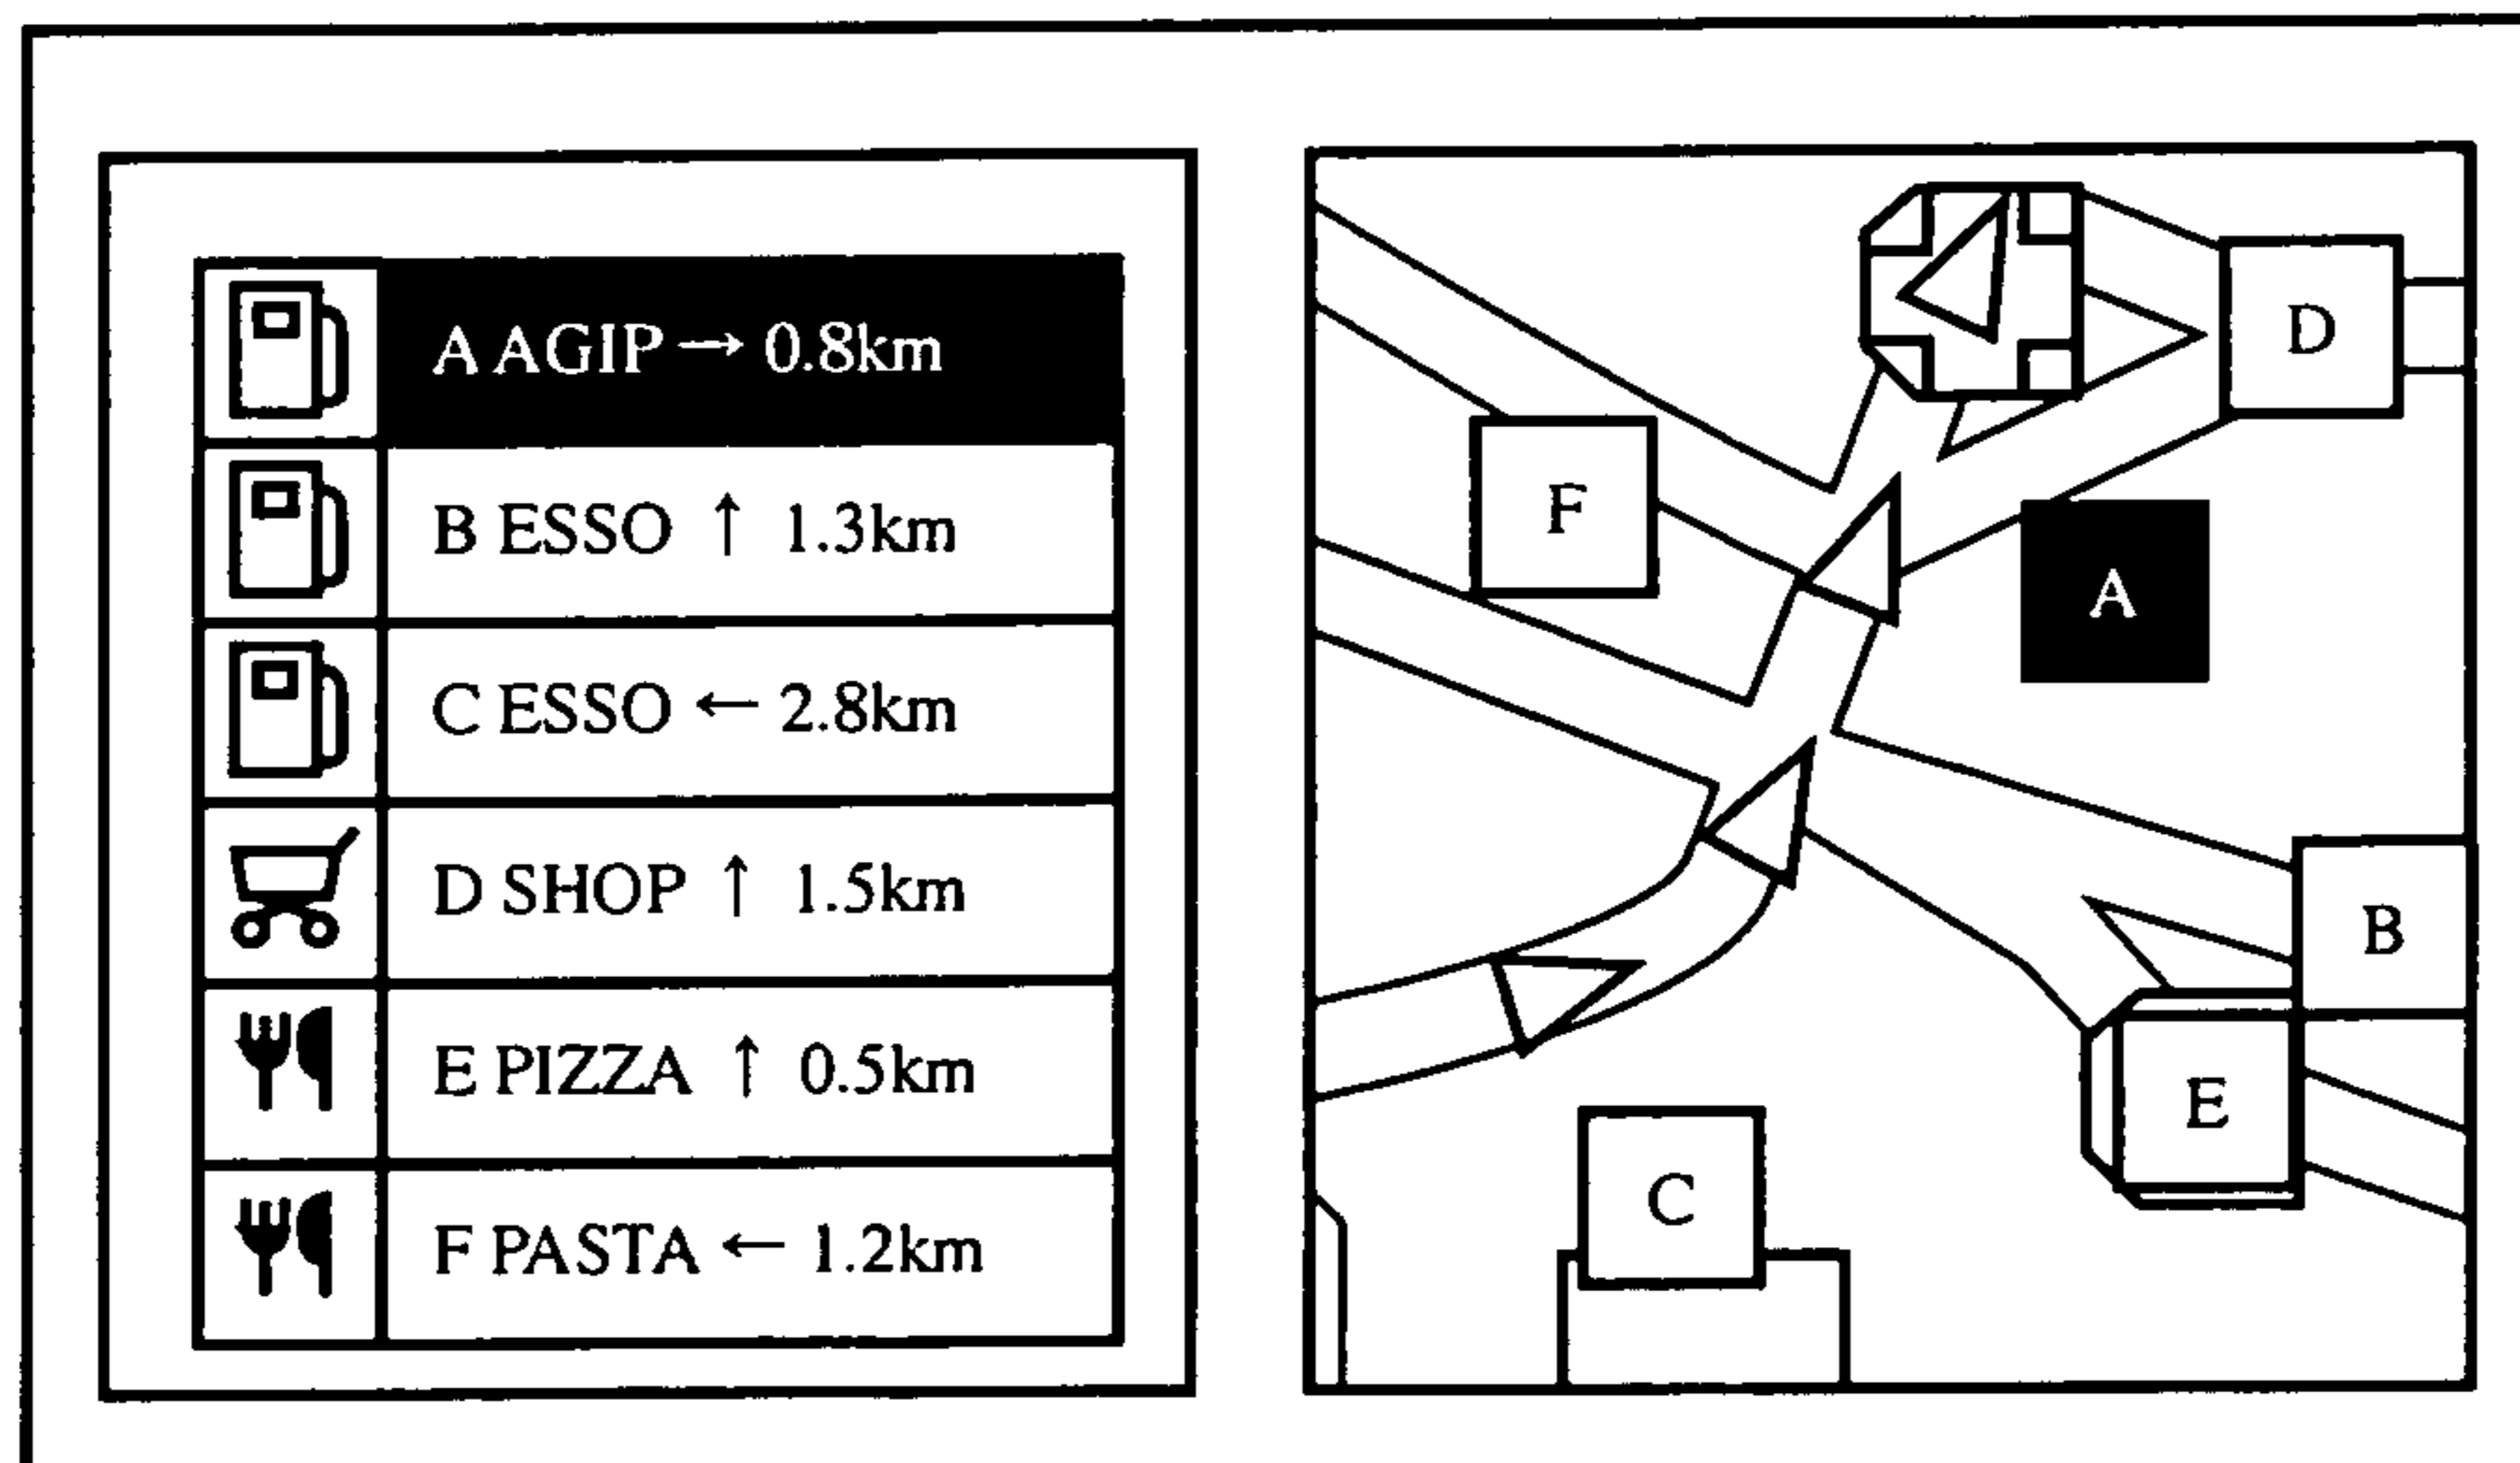 A AGIP → 0.8km
B ESSO ↑ 1.3km
C ESSO ← 2.8km
D SHOP ↑ 1.5km
E PIZZA ↑ 0.5km
F PASTA ← 1.2km
D
F
A
B
E
C